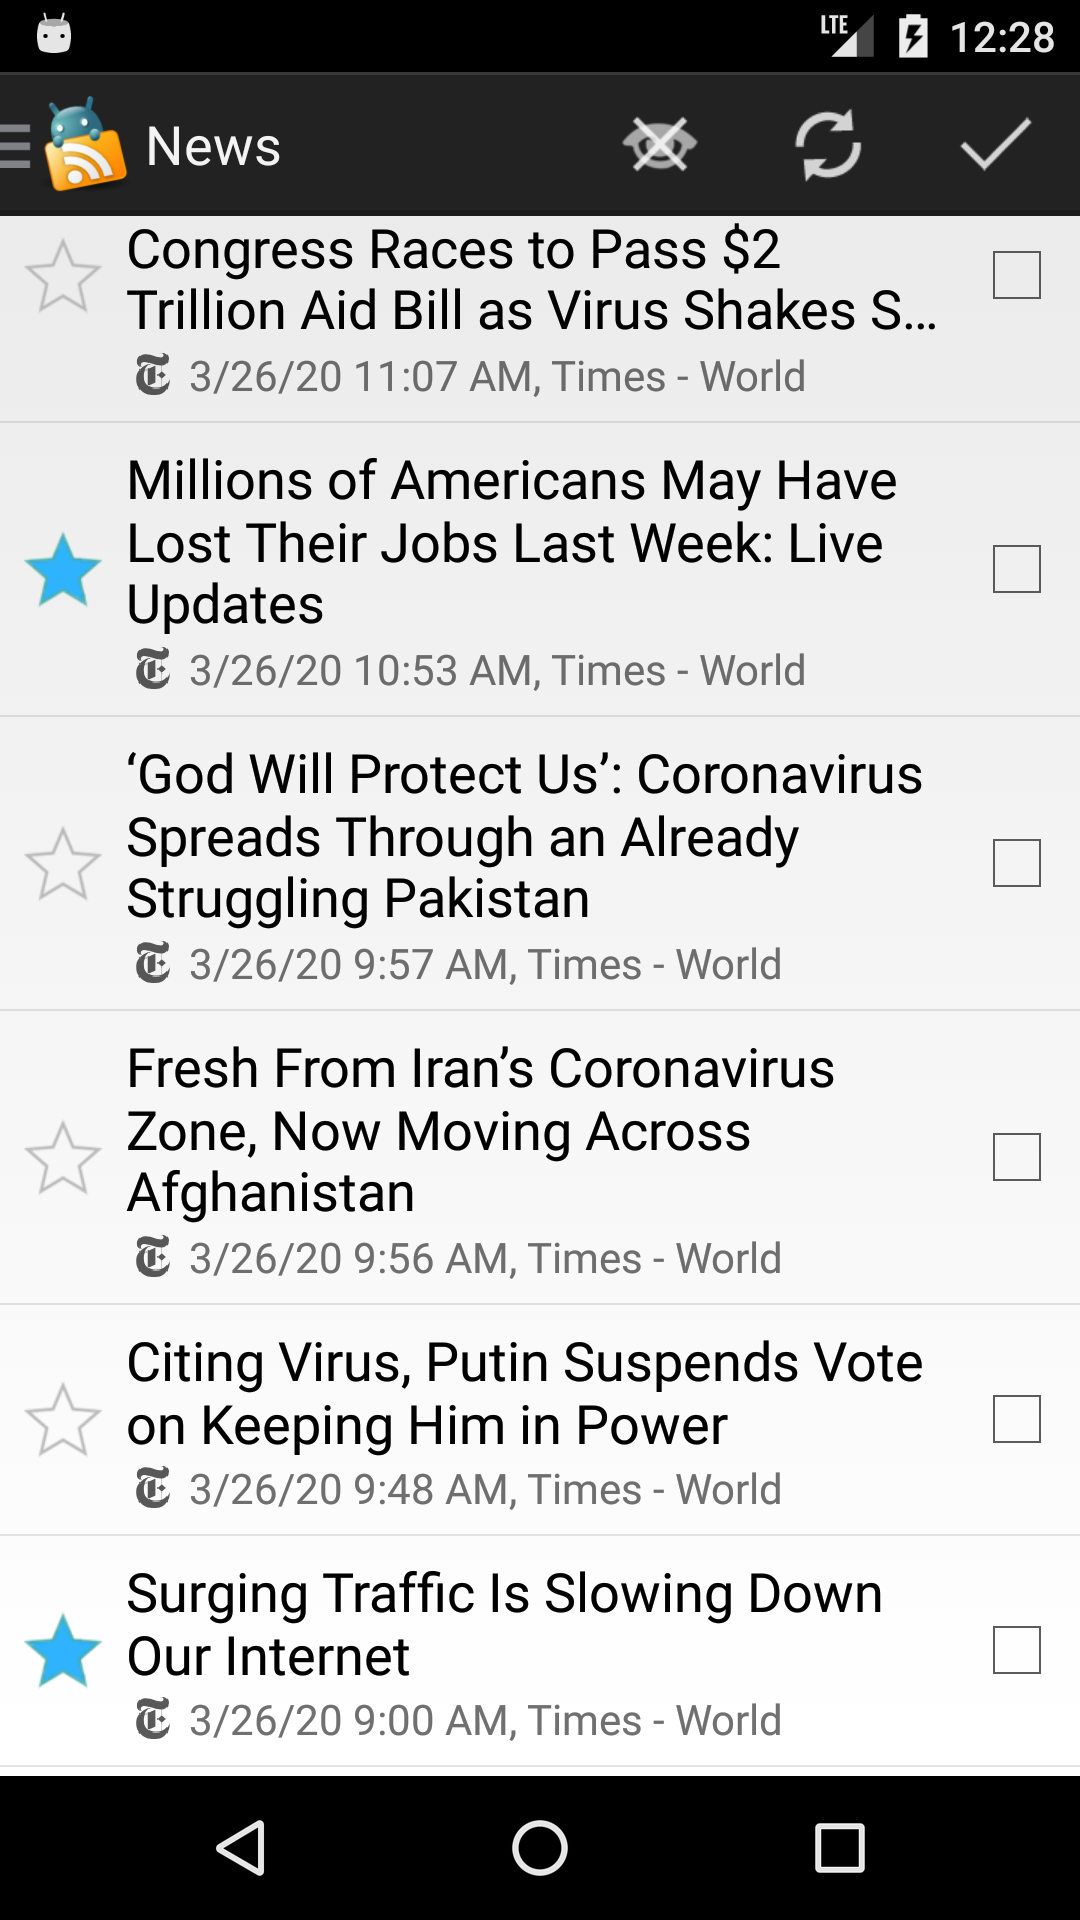 LTE 12:28
News
Congress Races to Pass $2
Trillion Aid Bill as Virus Shakes S…
3/26/20 11:07 AM, Times - World
Millions of Americans May Have
Lost Their Jobs Last Week: Live
Updates
3/26/20 10:53 AM, Times - World
‘God Will Protect Us’: Coronavirus
Spreads Through an Already
Struggling Pakistan
3/26/20 9:57 AM, Times - World
Fresh From Iran’s Coronavirus
Zone, Now Moving Across
Afghanistan
3/26/20 9:56 AM, Times - World
Citing Virus, Putin Suspends Vote
on Keeping Him in Power
3/26/20 9:48 AM, Times - World
Surging Traffic Is Slowing Down
Our Internet
3/26/20 9:00 AM, Times - World